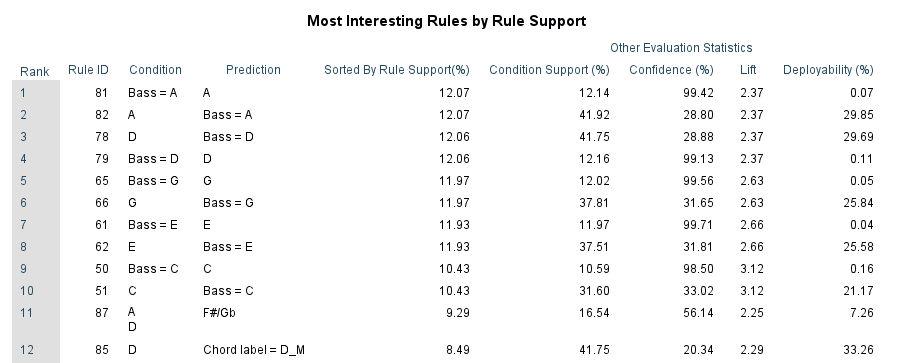 Most Interesting Rules by Rule Support
Other Evaluation Statistics
Rank Rule ID Condition Prediction Sorted By Rule Support(%) Condition Support (%) Confidence (%) Lift Deployability (%)
1 81 Bass = A A 12.07 12.14 99.42 2.37 0.07
2 82 A Bass = A 12.07 41.92 28.80 2.37 29.85
3 78 D Bass = D 12.06 41.75 28.88 2.37 29.69
4 79 Bass = D D 12.06 12.16 99.13 2.37 0.11
5 65 Bass = G G 11.97 12.02 99.56 2.63 0.05
6 66 G Bass = G 11.97 37.81 31.65 2.63 25.84
7 61 Bass = E E 11.93 11.97 99.71 2.66 0.04
8 62 E Bass = E 11.93 37.51 31.81 2.66 25.58
9 50 Bass = C C 10.43 10.59 98.50 3.12 0.16
10 51 C Bass = C 10.43 31.60 33.02 3.12 21.17
11 87 A F#/Gb 9.29 16.54 56.14 2.25 7.26
D
12 85 D Chord label = D_M 8.49 41.75 20.34 2.29 33.26